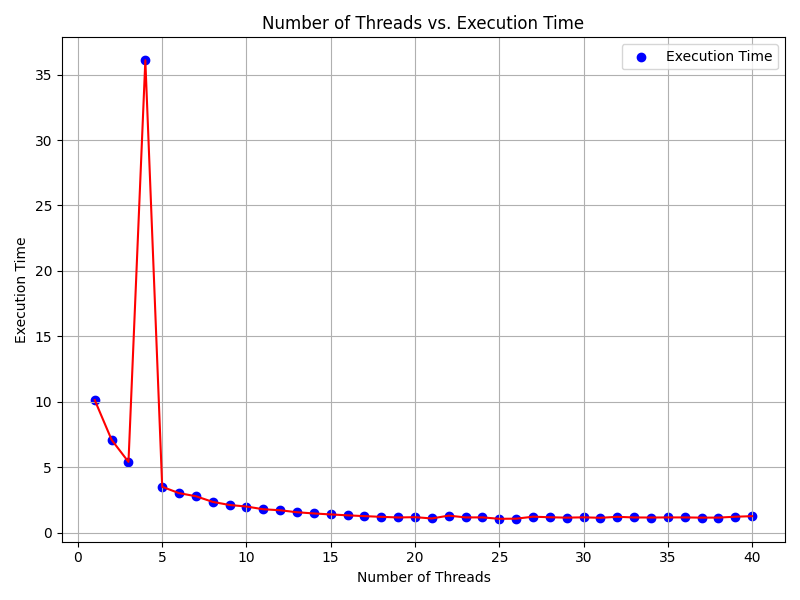 Number of Threads vs. Execution Time
Execution Time
35
30
25
20
15
10
5
0
Execution Time
0 5 10 15 20 25 30 35 40
Number of Threads